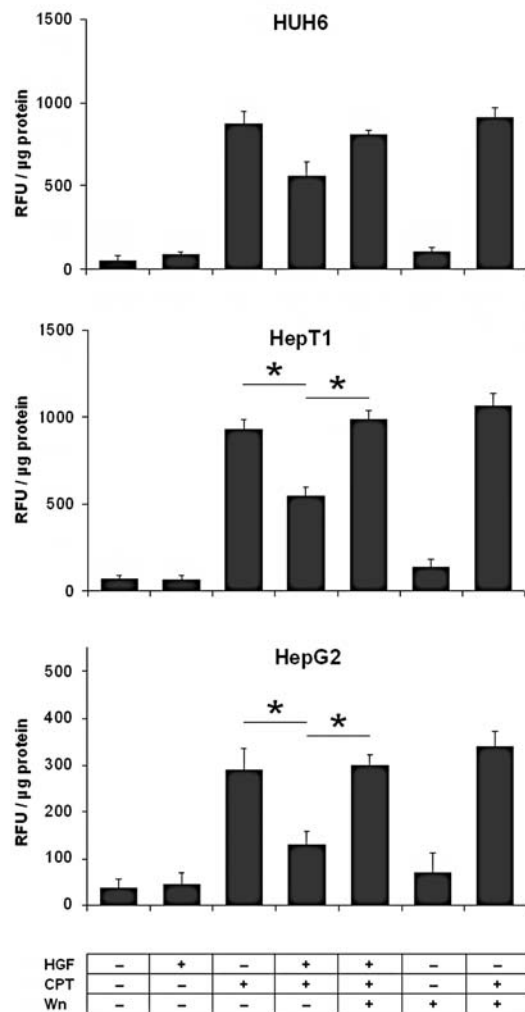 HUH6
1500
1000
500
0
RFU / µg protein
HepT1
1500
1000
500
0
RFU / µg protein
* *
HepG2
500
400
300
200
100
0
RFU / µg protein
* *
HGF – + – + + – –
CPT – – + + + – +
Wn – – – – + + +